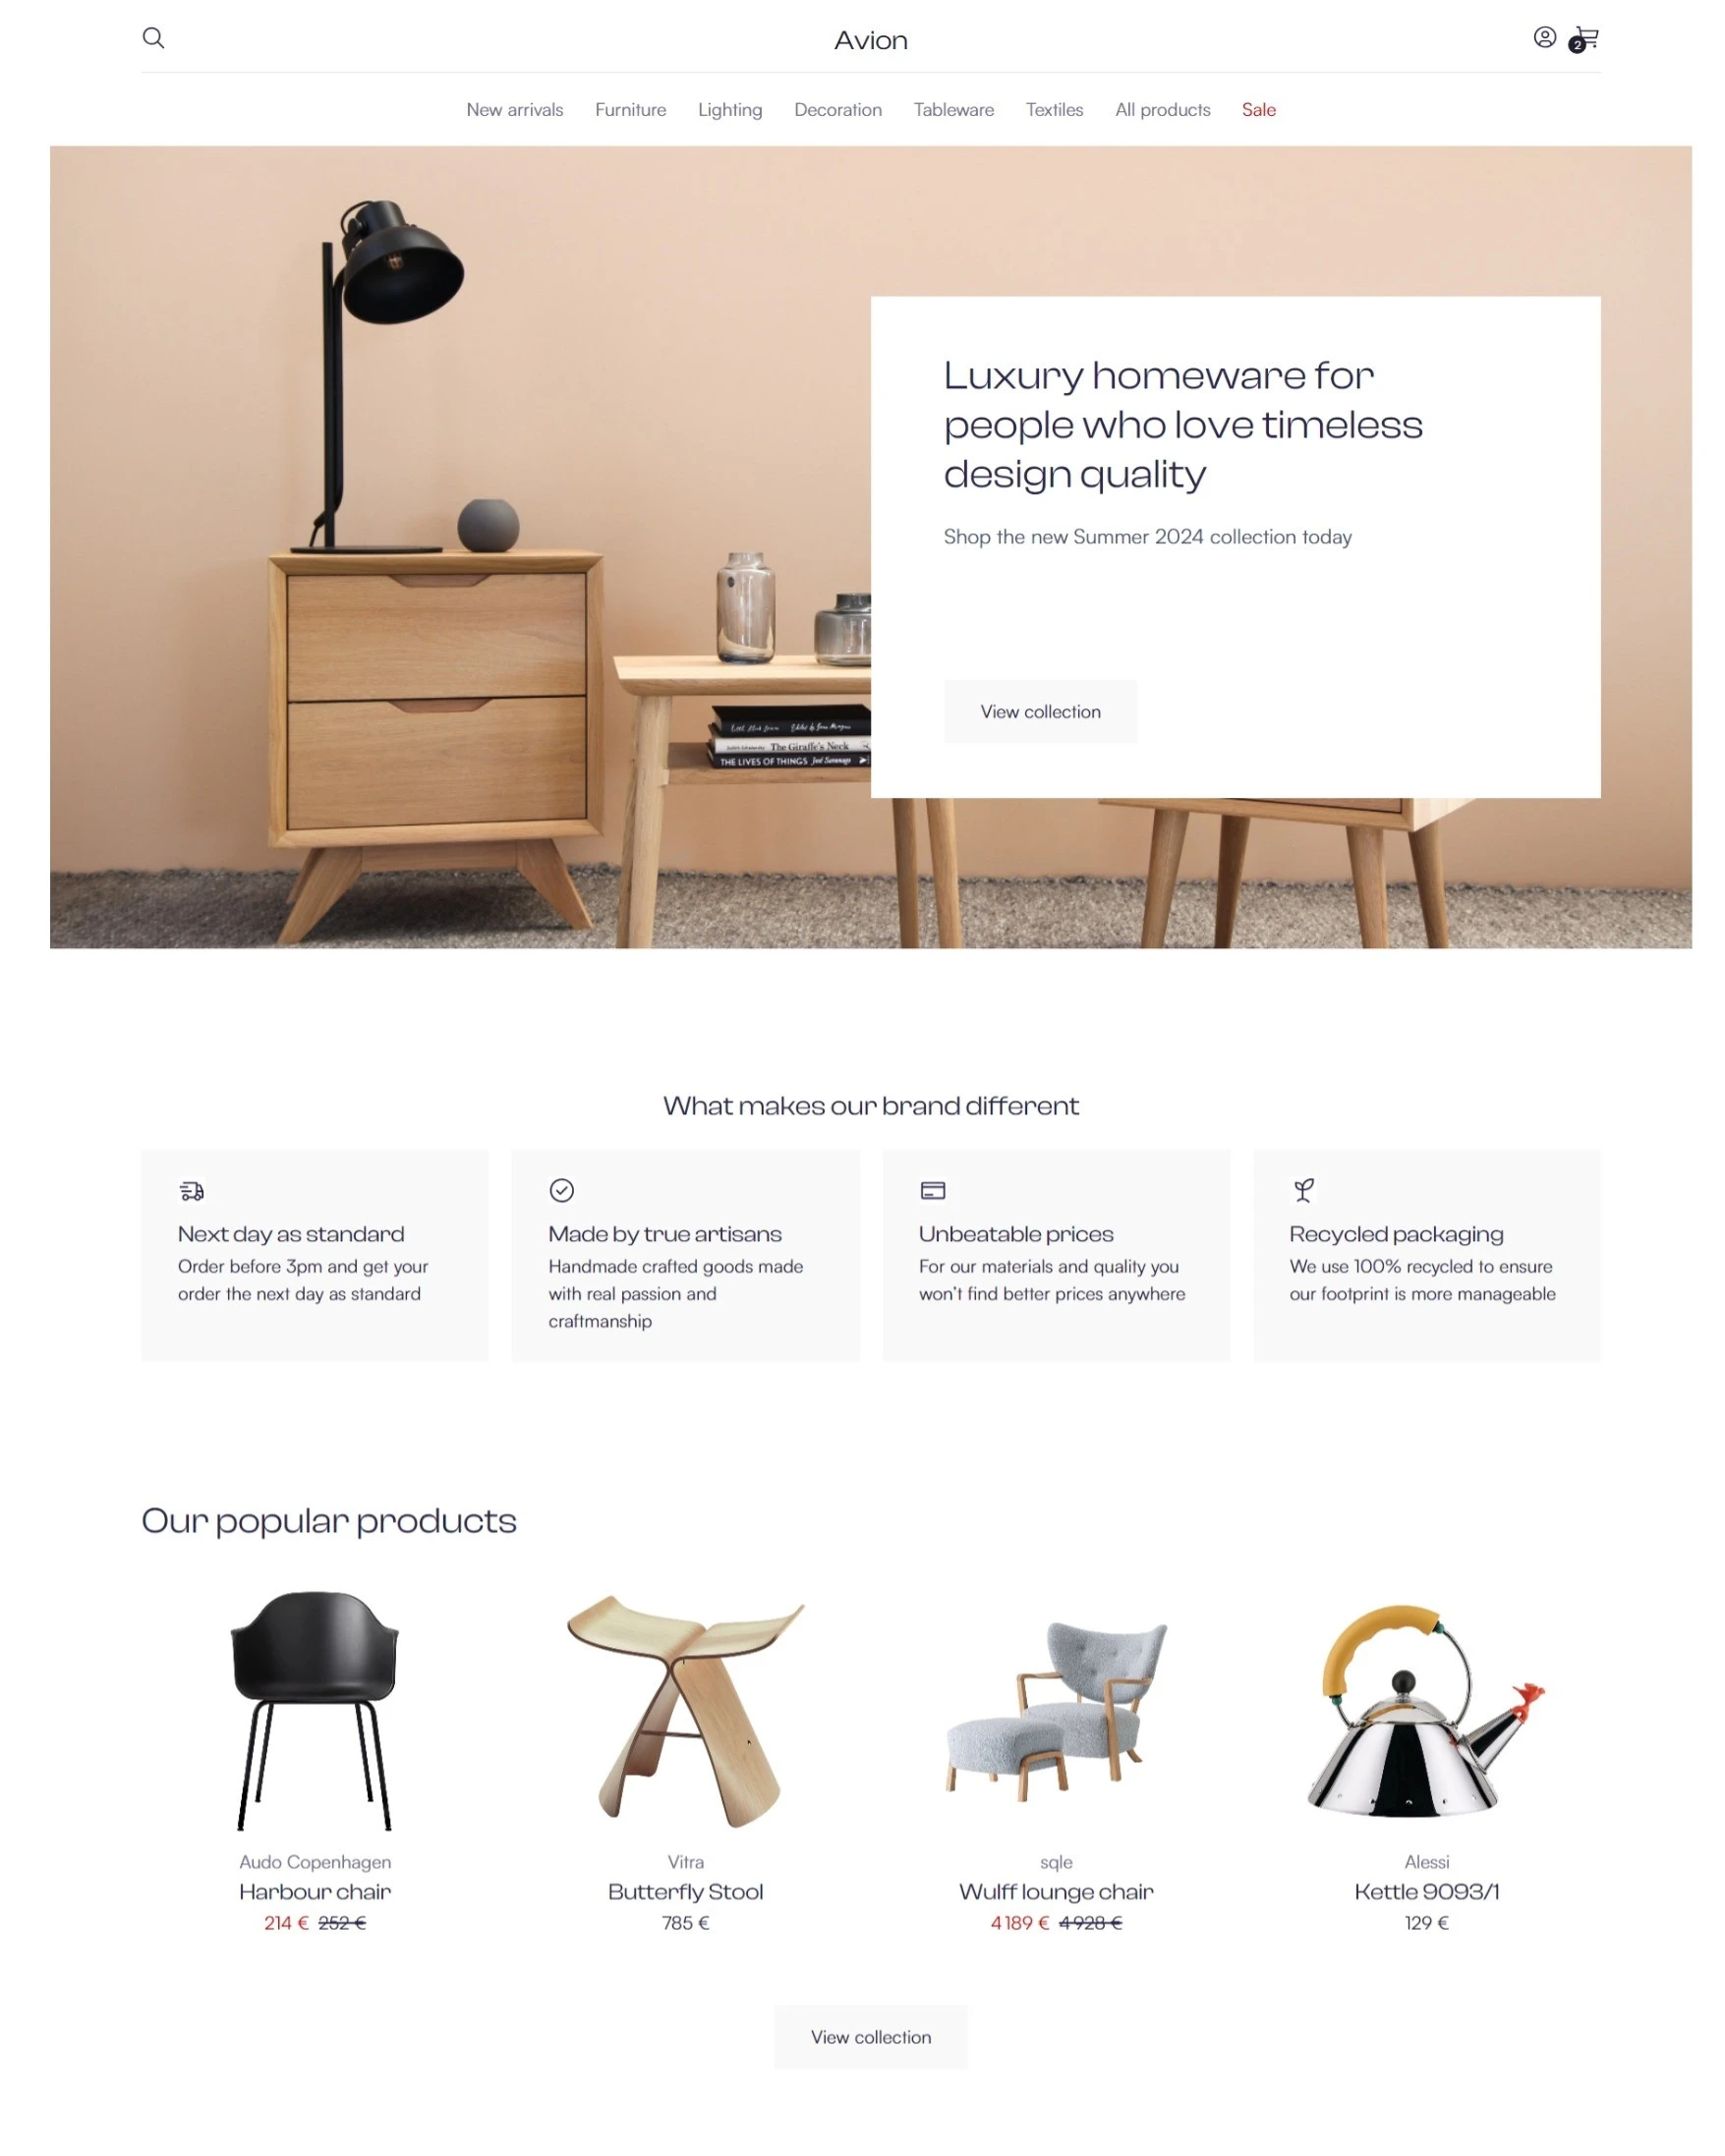 Avion
2
New arrivals Furniture Lighting Decoration Tableware Textiles All products Sale
Luxury homeware for
people who love timeless
design quality
Shop the new Summer 2024 collection today
View collection
The Giraffe's Neck
THE LIVES OF THINGS
What makes our brand different
Next day as standard
Order before 3pm and get your
order the next day as standard
Made by true artisans
Handmade crafted goods made
with real passion and
craftmanship
Unbeatable prices
For our materials and quality you
won't find better prices anywhere
Recycled packaging
We use 100% recycled to ensure
our footprint is more manageable
Our popular products
Audo Copenhagen
Harbour chair
214 € 252 €
Vitra
Butterfly Stool
785 €
sqle
Wulff lounge chair
4 189 € 4 928 €
Alessi
Kettle 9093/1
129 €
View collection